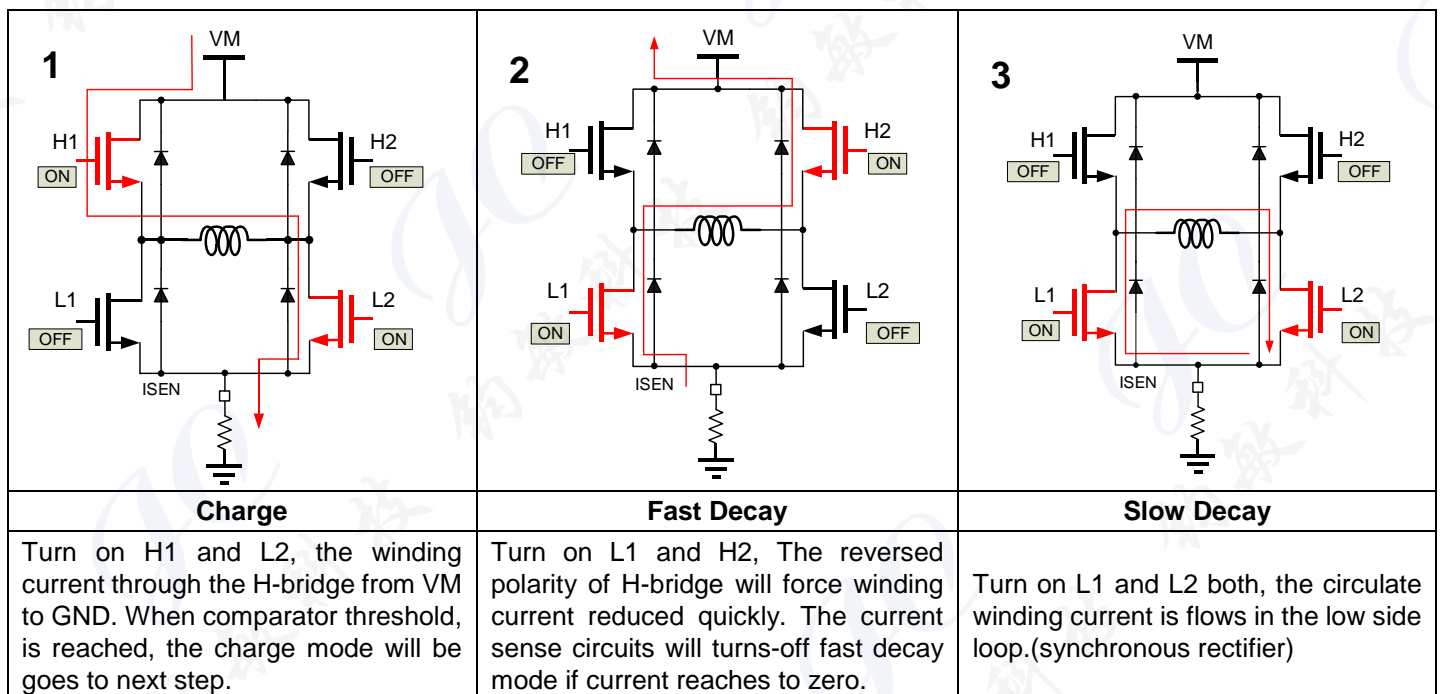 1
VM
H1
ON
H2
OFF
L1
OFF
L2
ON
ISEN
2
VM
H1
OFF
H2
ON
L1
ON
L2
OFF
ISEN
3
VM
H1
OFF
H2
OFF
L1
ON
L2
ON
ISEN
Charge
Fast Decay
Slow Decay
Turn on H1 and L2, the winding
current through the H-bridge from VM
to GND. When comparator threshold,
is reached, the charge mode will be
goes to next step.
Turn on L1 and H2, The reversed
polarity of H-bridge will force winding
current reduced quickly. The current
sense circuits will turns-off fast decay
mode if current reaches to zero.
Turn on L1 and L2 both, the circulate
winding current is flows in the low side
loop.(synchronous rectifier)